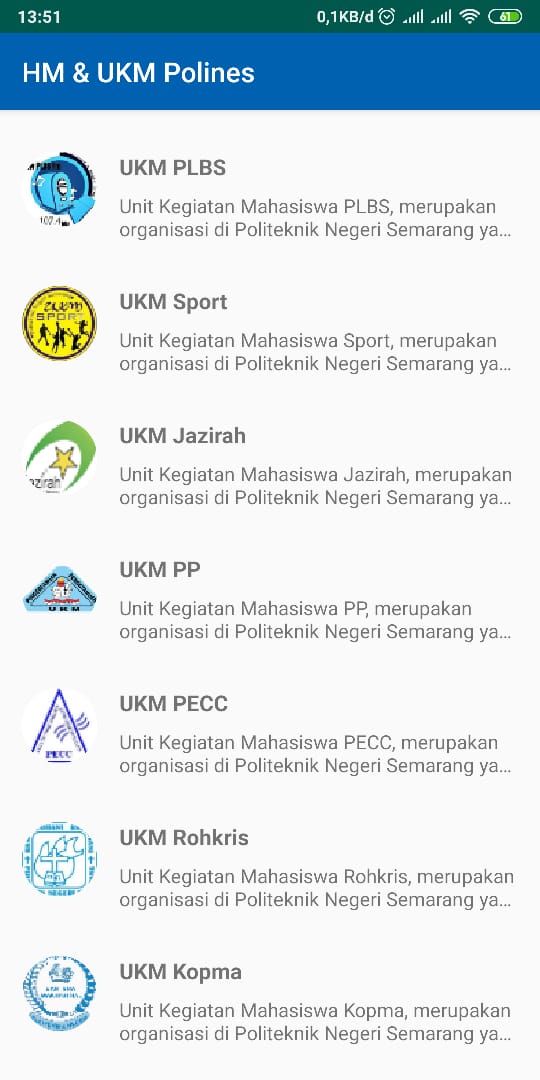 13:51
0,1KB/d
61
HM & UKM Polines
UKM PLBS
Unit Kegiatan Mahasiswa PLBS, merupakan
organisasi di Politeknik Negeri Semarang ya...
107.4
UKM Sport
Unit Kegiatan Mahasiswa Sport, merupakan
organisasi di Politeknik Negeri Semarang ya...
SPORT
UKM Jazirah
Unit Kegiatan Mahasiswa Jazirah, merupakan
organisasi di Politeknik Negeri Semarang ya...
UKM PP
Unit Kegiatan Mahasiswa PP, merupakan
organisasi di Politeknik Negeri Semarang ya...
UKM
UKM PECC
Unit Kegiatan Mahasiswa PECC, merupakan
organisasi di Politeknik Negeri Semarang ya...
PECC
UKM Rohkris
Unit Kegiatan Mahasiswa Rohkris, merupakan
organisasi di Politeknik Negeri Semarang ya...
UKM Kopma
Unit Kegiatan Mahasiswa Kopma, merupakan
organisasi di Politeknik Negeri Semarang ya...